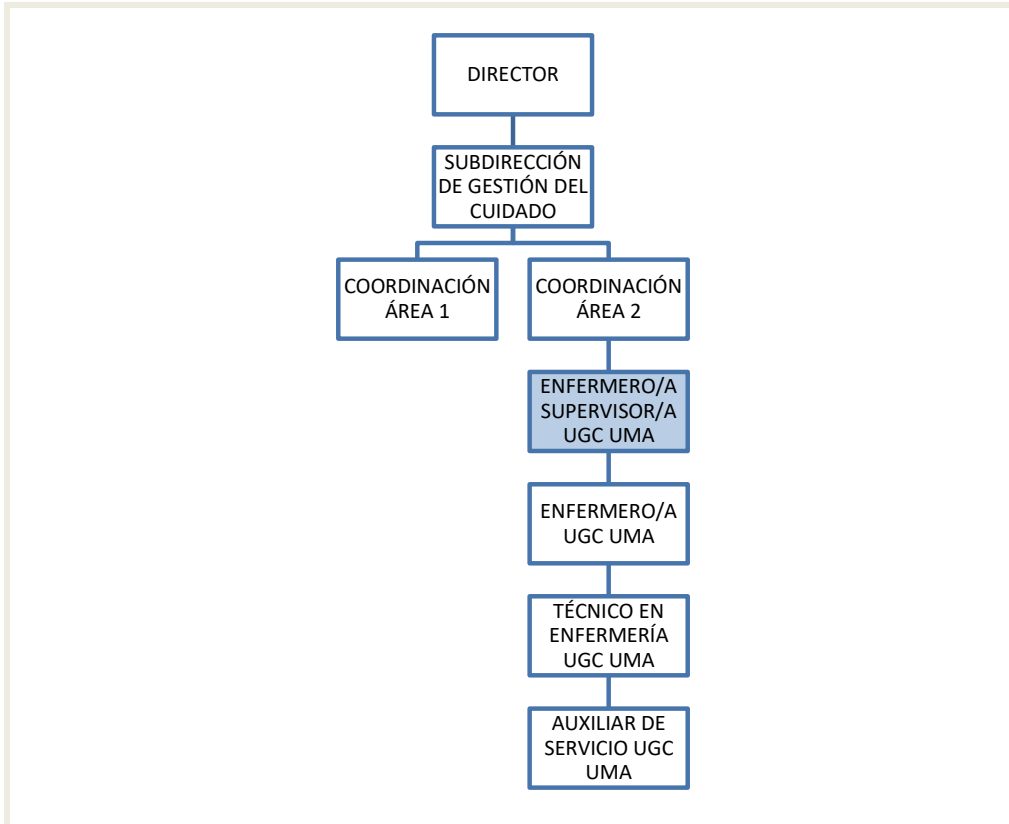 DIRECTOR
SUBDIRECCIÓN
DE GESTIÓN DEL
CUIDADO
COORDINACIÓN
ÁREA 1
COORDINACIÓN
ÁREA 2
ENFERMERO/A
SUPERVISOR/A
UGC UMA
ENFERMERO/A
UGC UMA
TÉCNICO EN
ENFERMERÍA
UGC UMA
AUXILIAR DE
SERVICIO UGC
UMA